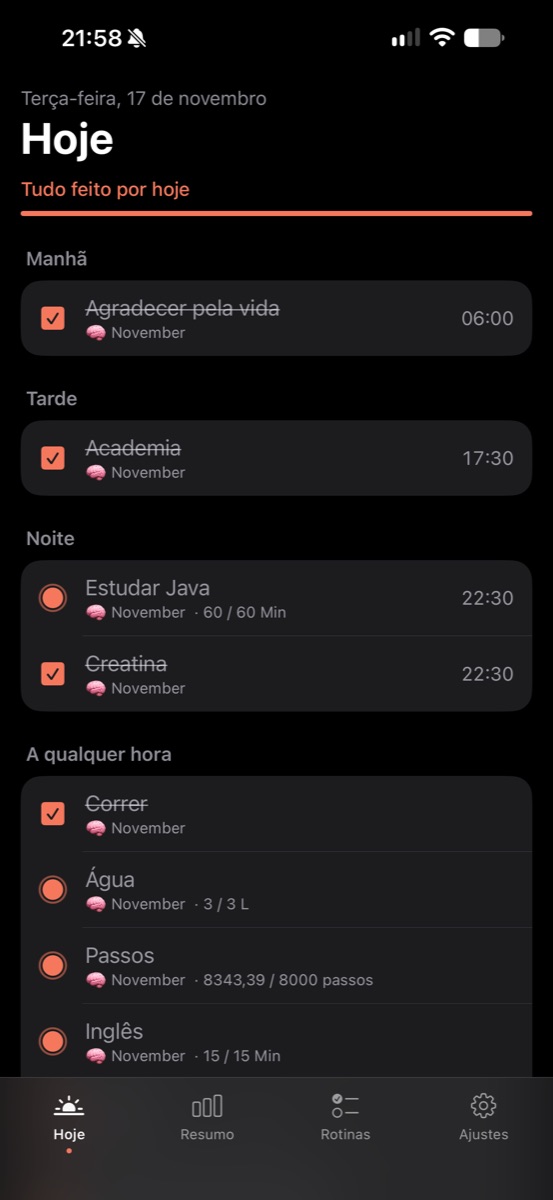 21:58
Terça-feira, 17 de novembro
Hoje
Tudo feito por hoje
Manhã
Agradecer pela vida
November
06:00
Tarde
Academia
November
17:30
Noite
Estudar Java
November · 60 / 60 Min
22:30
Creatina
November
22:30
A qualquer hora
Correr
November
Água
November · 3 / 3 L
Passos
November · 8343,39 / 8000 passos
Inglês
November · 15 / 15 Min
Hoje
Resumo
Rotinas
Ajustes